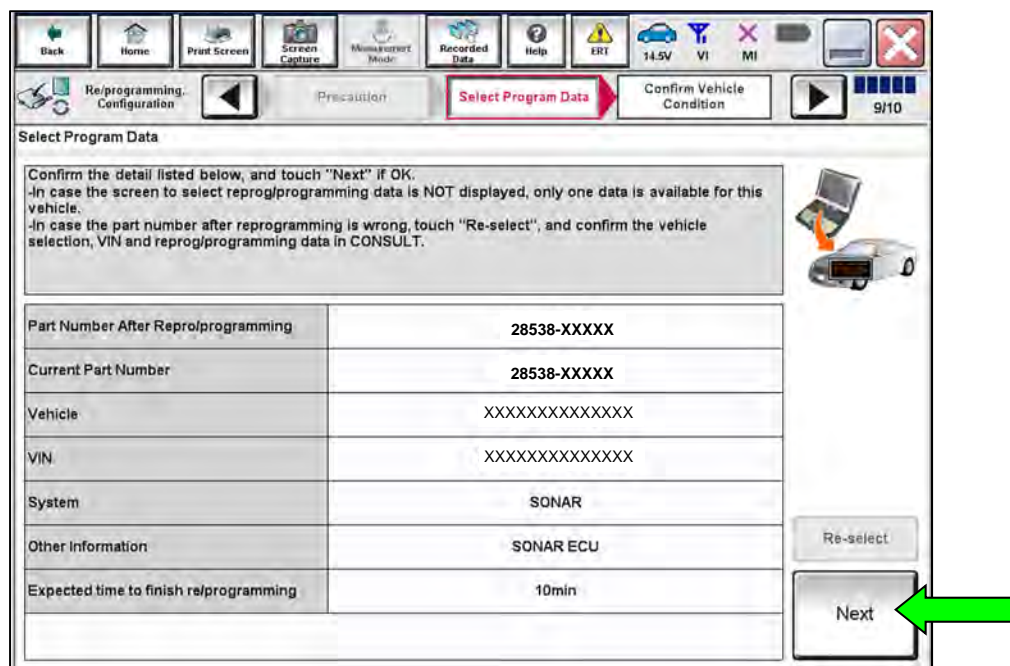 Back
Home
Print Screen
Screen Capture
Measurement Mode
Recorded Data
Help
ERT
14.5V
VI
MI
Re/programming, Configuration
Precaution
Select Program Data
Confirm Vehicle Condition
9/10
Select Program Data
Confirm the detail listed below, and touch "Next" if OK.
-In case the screen to select reprog/programming data is NOT displayed, only one data is available for this
vehicle.
-In case the part number after reprogramming is wrong, touch "Re-select", and confirm the vehicle
selection, VIN and reprog/programming data in CONSULT.
Part Number After Repro/programming
28538-XXXXX
Current Part Number
28538-XXXXX
Vehicle
XXXXXXXXXXXXXX
VIN
XXXXXXXXXXXXXX
System
SONAR
Other Information
SONAR ECU
Expected time to finish re/programming
10min
Re-select
Next